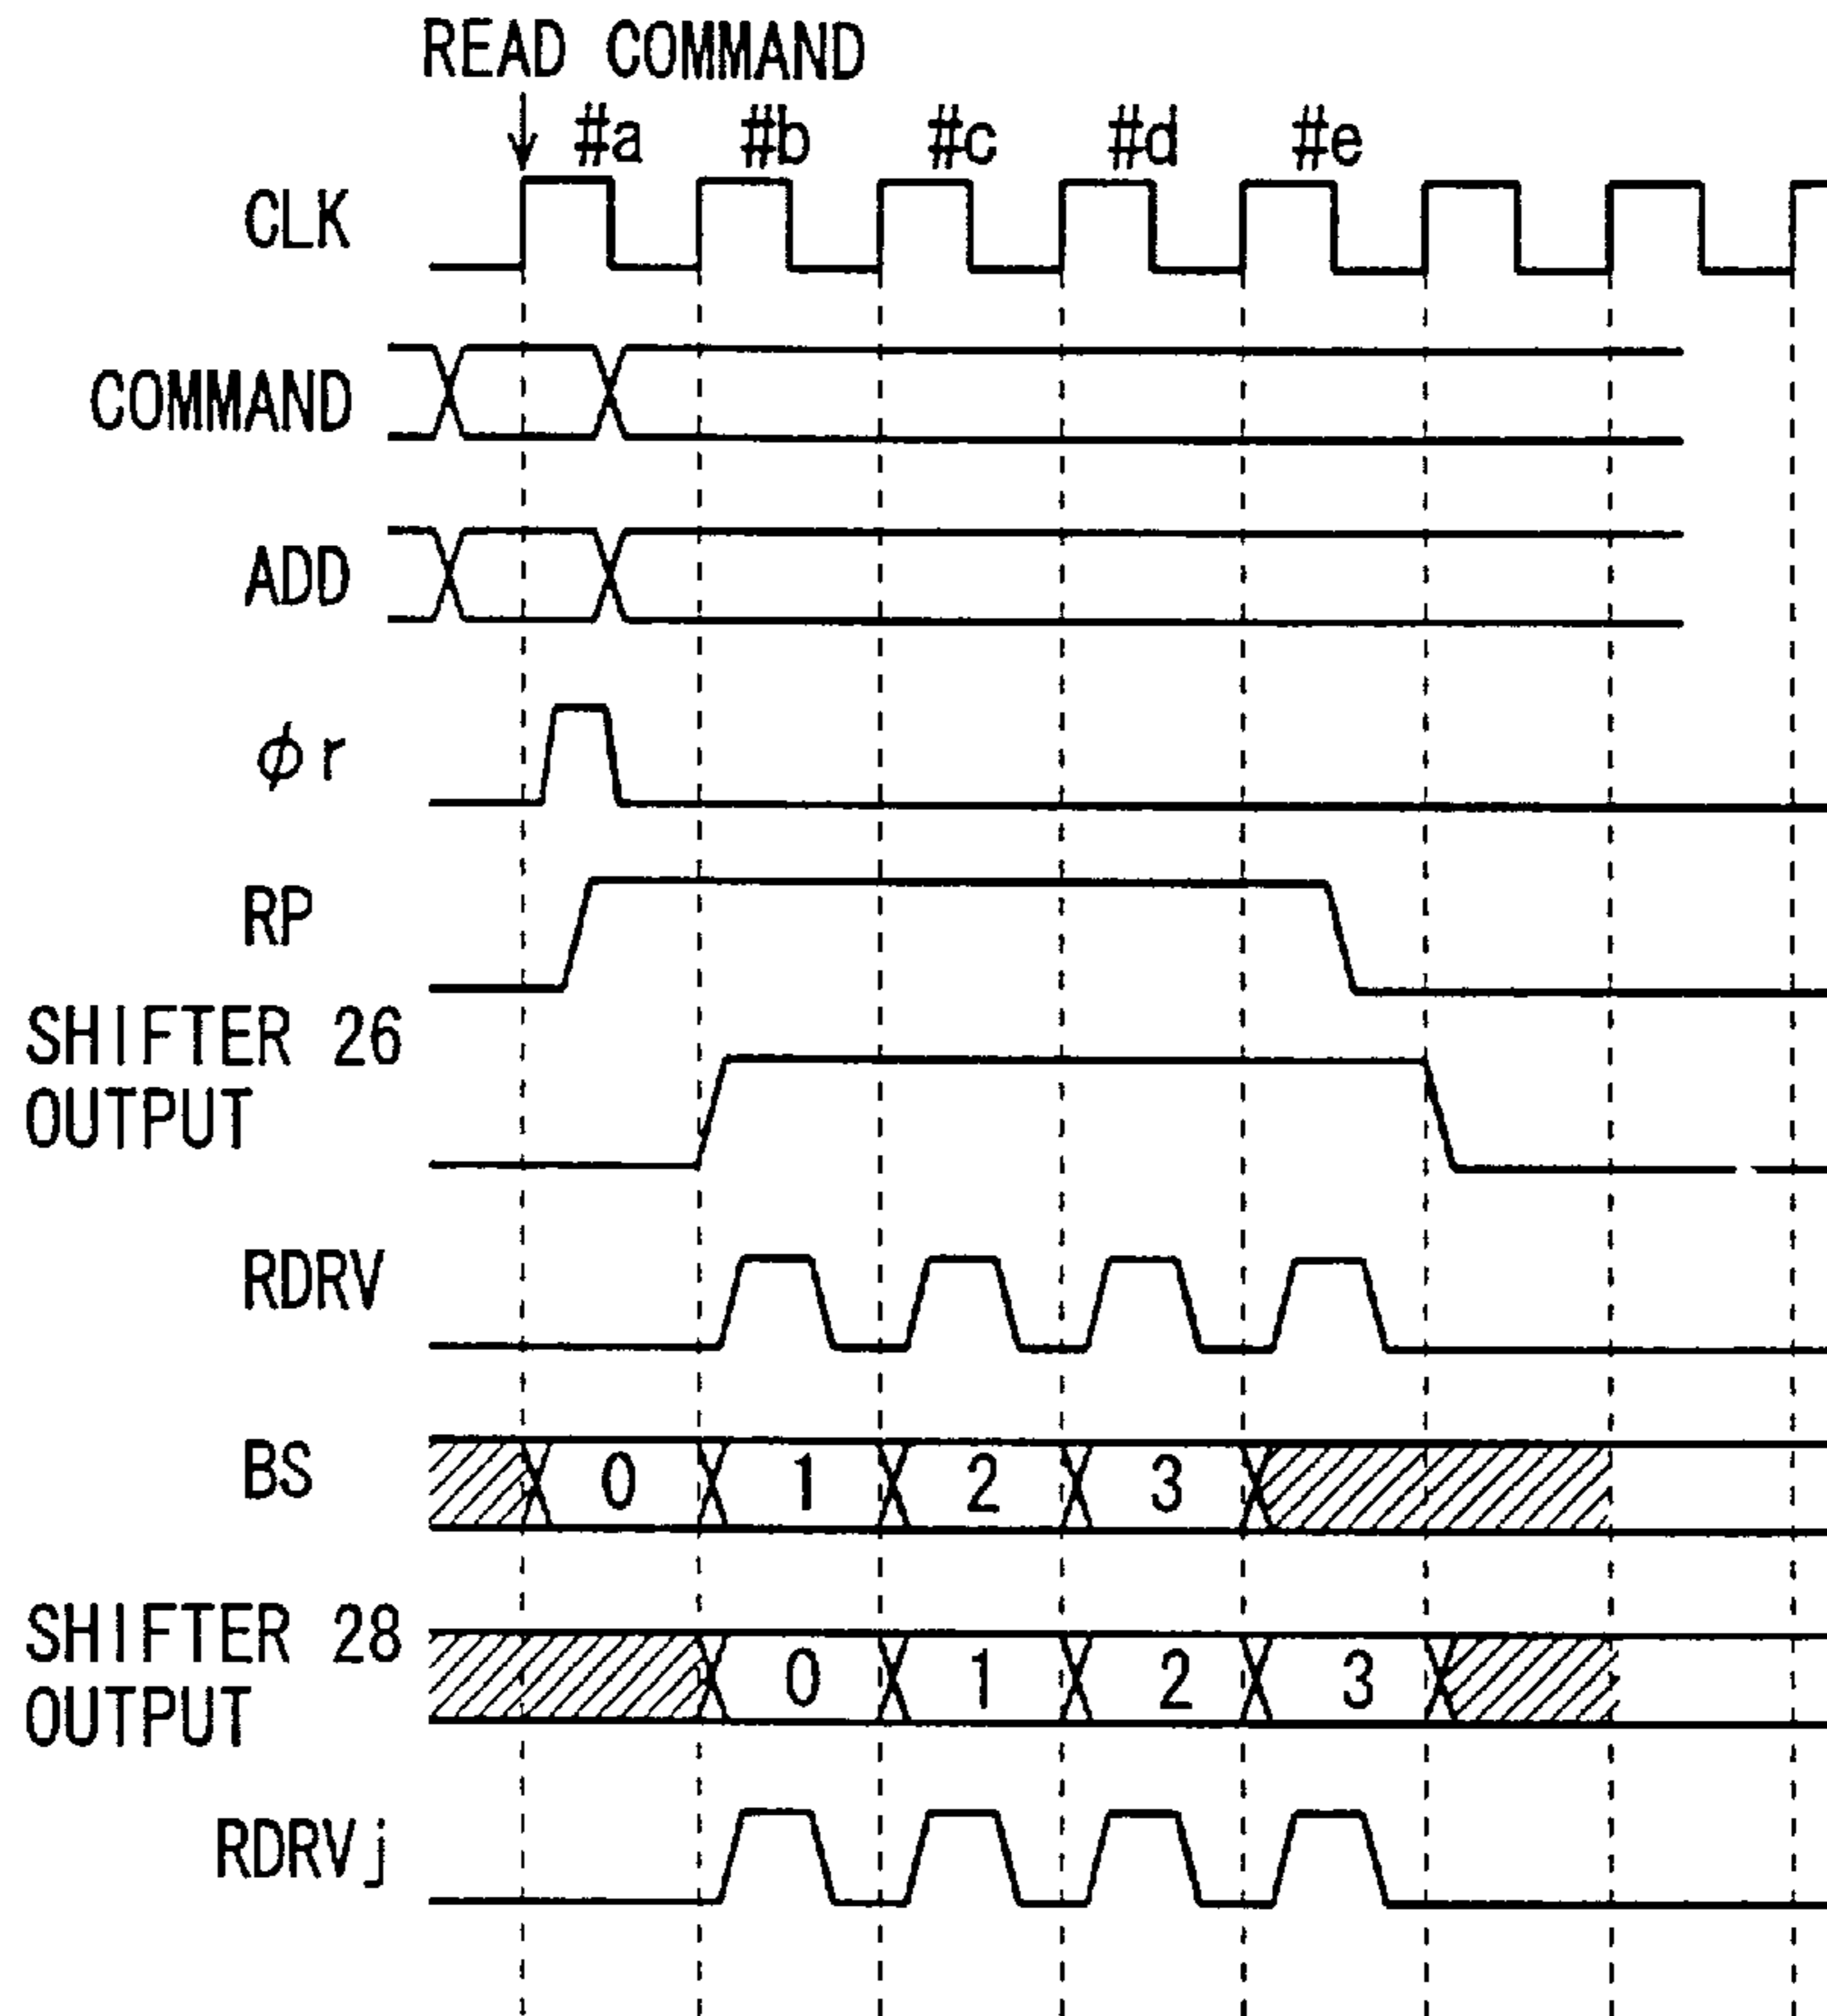 READ COMMAND
#a #b #c #d #e
CLK
COMMAND
ADD
φr
RP
SHIFTER 26
OUTPUT
RDRV
BS 0 1 2 3
SHIFTER 28
OUTPUT
0 1 2 3
RDRVj